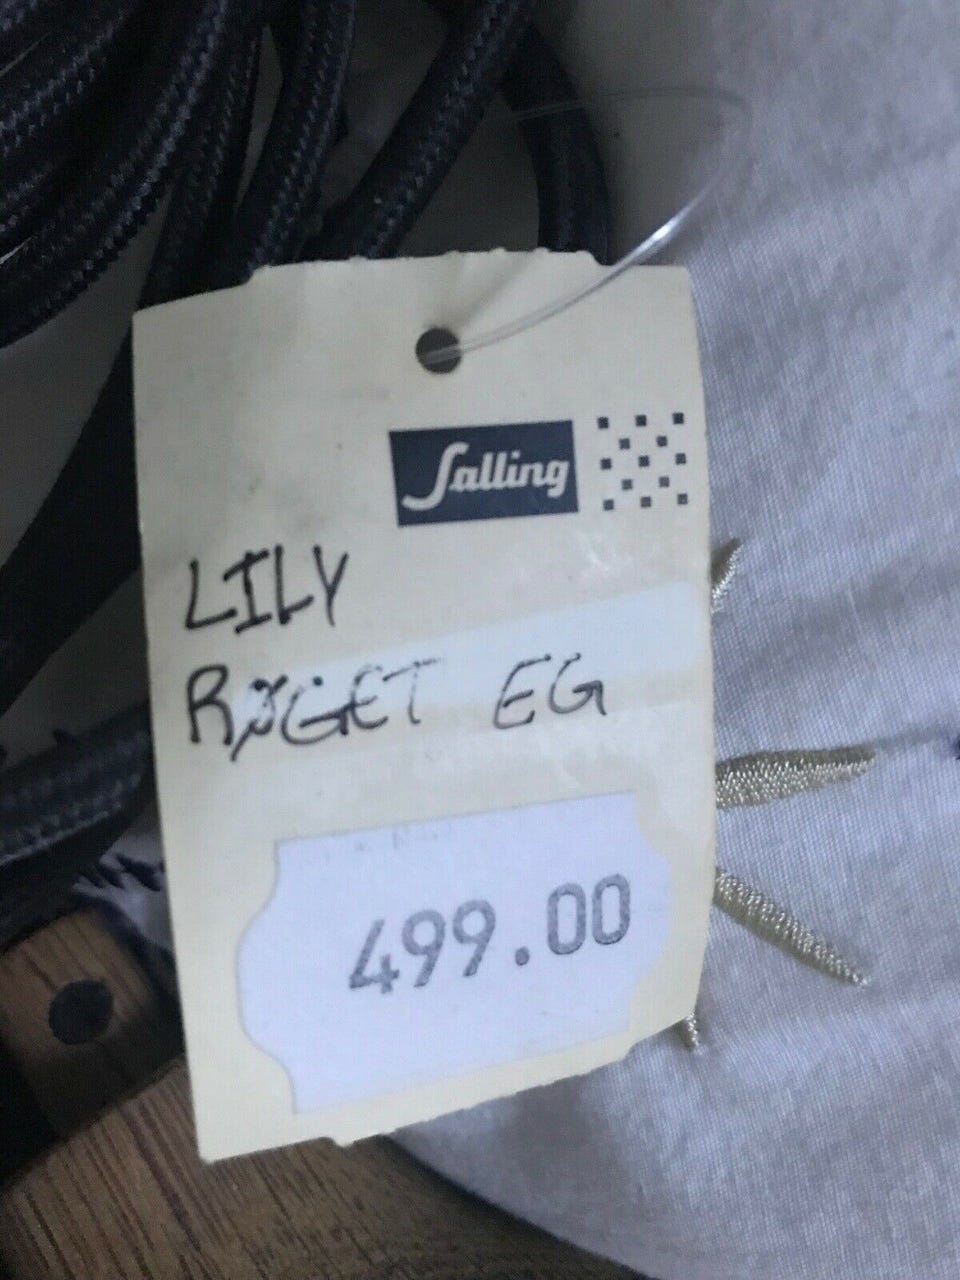 Salling
LILY
RØGET EG
499.00